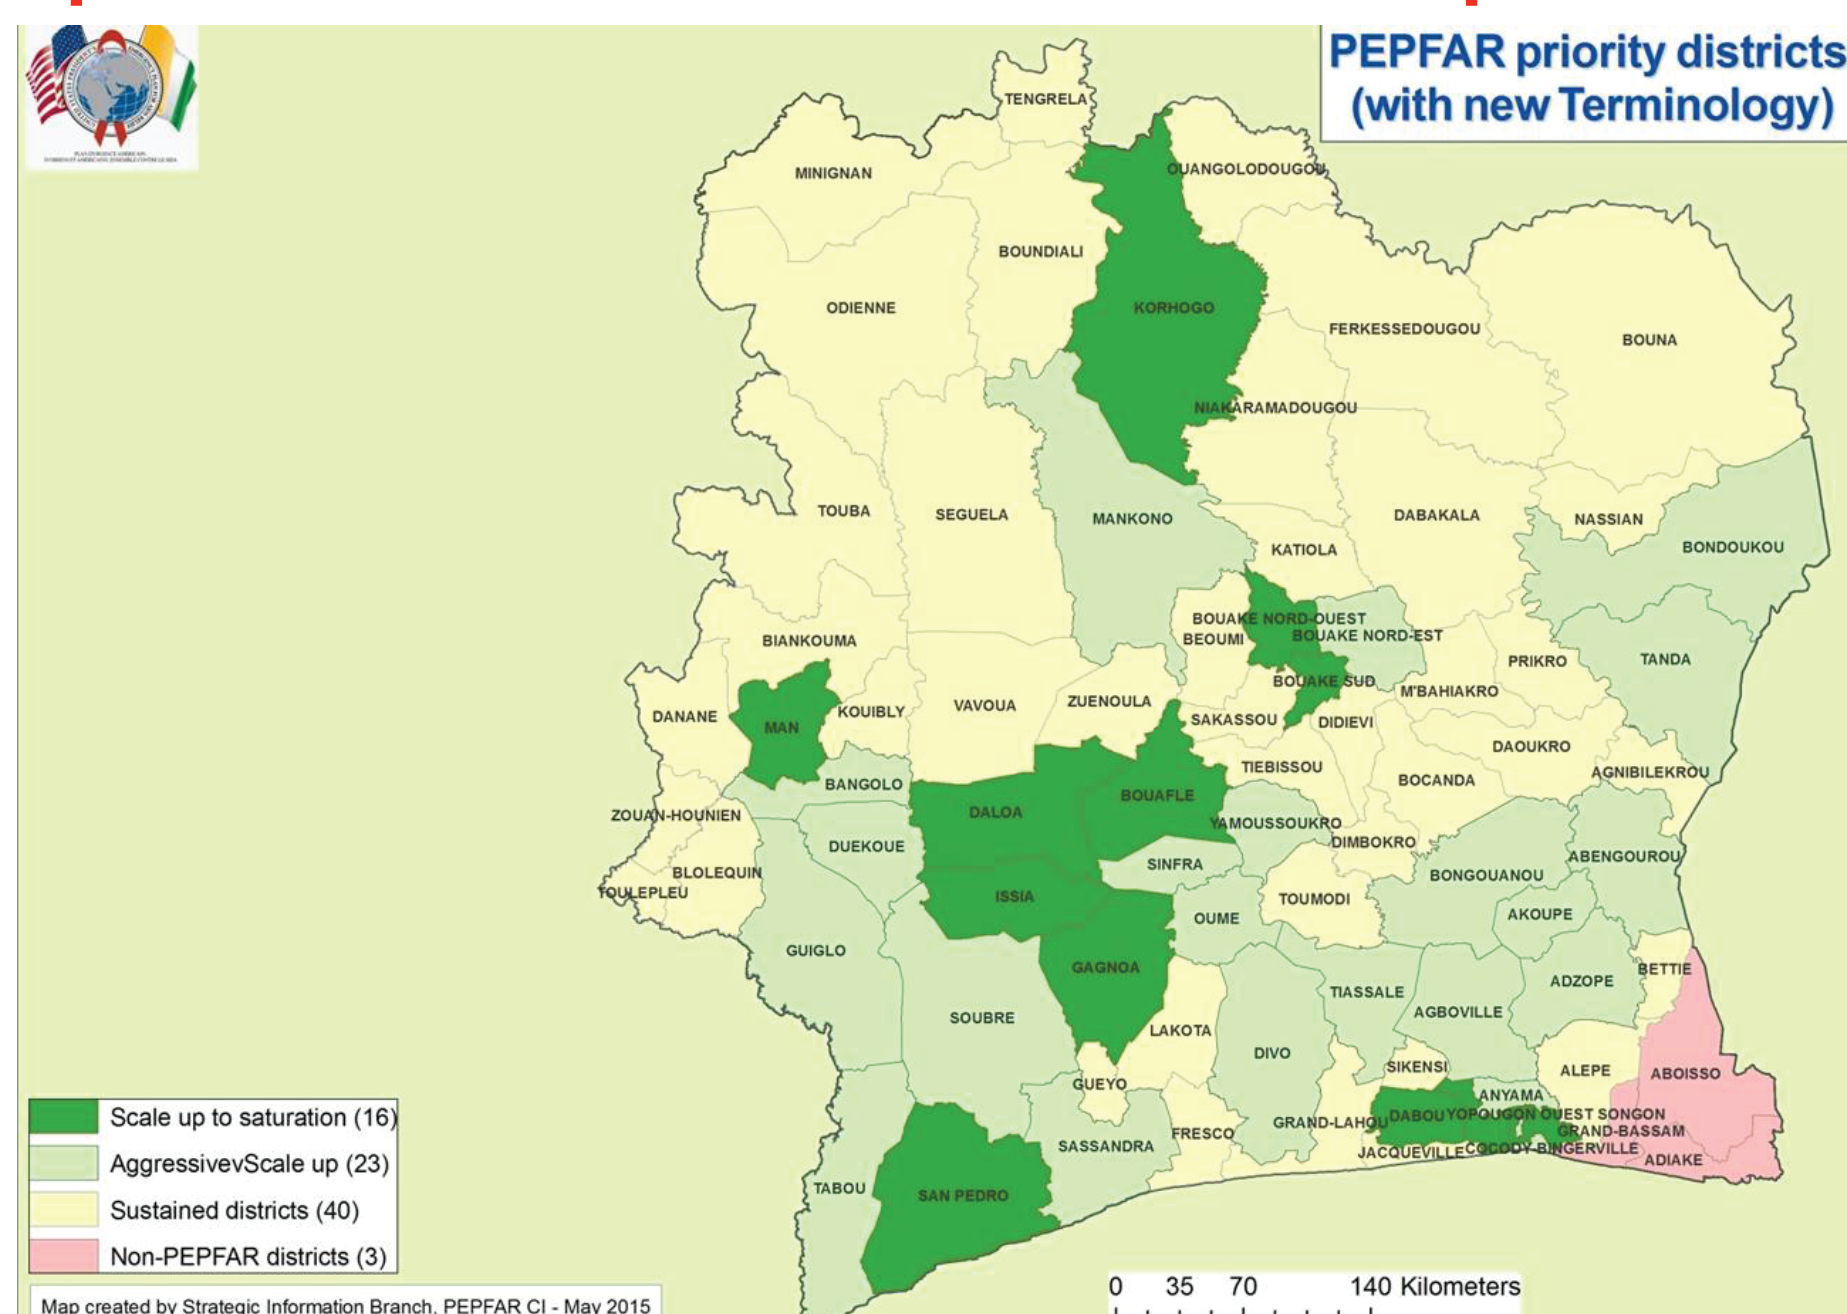 PEPFAR priority districts
(with new Terminology)
TENGRELA
MINIGNAN
OUANGOLODOUGOU
BOUNDIALI
ODIENNE
KORHOGO
FERKESSEDOUGOU
BOUNA
NIAKARAMADOUGOU
TOUBA
SEGUELA
MANKONO
DABAKALA
NASSIAN
KATIOLA
BONDOUKOU
BOUAKE NORD-OUEST
BIANKOUMA
BEOUMI
BOUAKE NORD-EST
PRIKRO
TANDA
BOUAKE SUD
M'BAHIAKRO
DANANE
MAN
KOUIBLY
VAVOUA
ZUENOULA
SAKASSOU
DIDIEVI
DAOUKRO
TIEBISSOU
BANGOLO
BOUAFLE
BOCANDA
AGNIBILEKROU
ZOUAN-HOUNIEN
DALOA
YAMOUSSOUKRO
DUEKOUE
DIMBOKRO
SINFRA
ABENGOUROU
BLOLEQUIN
BONGOUANOU
TOULEPLEU
ISSIA
TOUMODI
OUME
AKOUPE
GUIGLO
GAGNOA
BETTIE
ADZOPE
TIASSALE
SOUBRE
AGBOVILLE
LAKOTA
DIVO
SIKENSI
ALEPE
ABOISSO
GUEYO
ANYAMA
DABOU
YOPOUGON OUEST SONGON
GRAND-LAHOU
FRESCO
GRAND-BASSAM
SASSANDRA
JACQUEVILLE
COCODY-BINGERVILLE
ADIAKE
TABOU
SAN PEDRO
Scale up to saturation (16)
AggressivevScale up (23)
Sustained districts (40)
Non-PEPFAR districts (3)
0 35 70 140 Kilometers
Map created by Strategic Information Branch, PEPFAR CI - May 2015